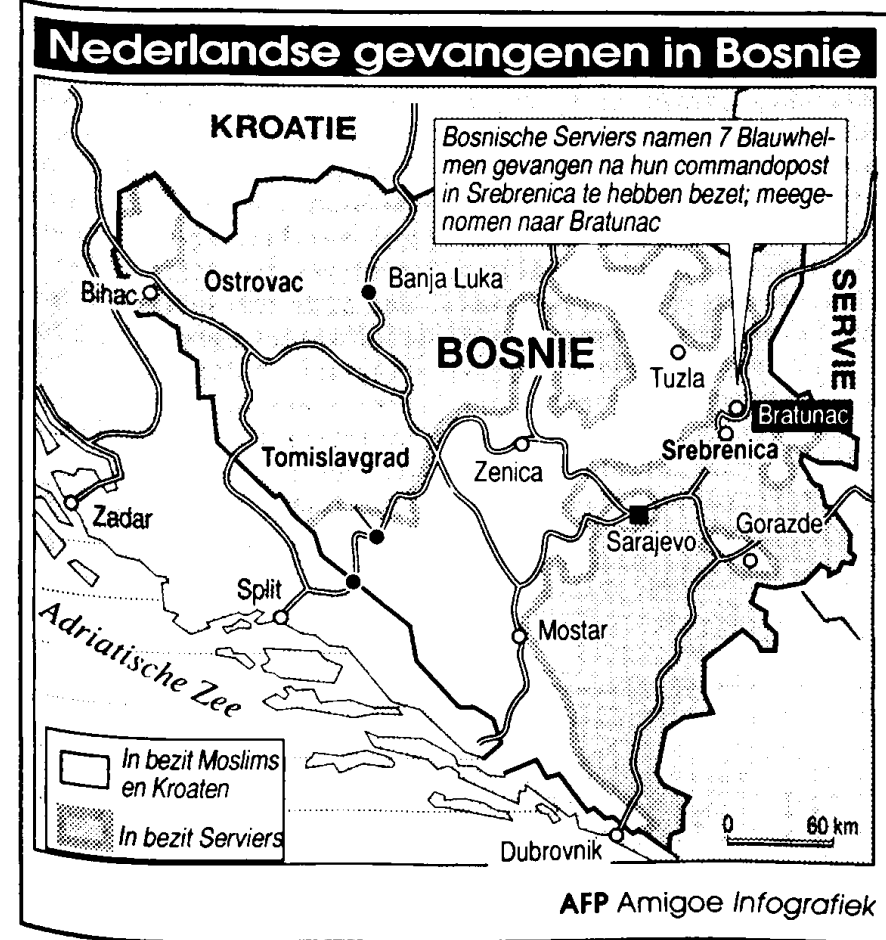 Nederlandse gevangenen in Bosnie
KROATIE
Bosnische Serviers namen 7 Blauwhel-
men gevangen na hun commandopost
in Srebrenica te hebben bezet; meege-
nomen naar Bratunac
Bihac
Ostrovac
Banja Luka
SERVIE
BOSNIE
Tuzla
Bratunac
Srebrenica
Tomislavgrad
Zenica
Zadar
Sarajevo
Gorazde
Split
Mostar
Adriatische Zee
In bezit Moslims
en Kroaten
In bezit Serviers
0 60 km
Dubrovnik
AFP Amigoe Infografiek